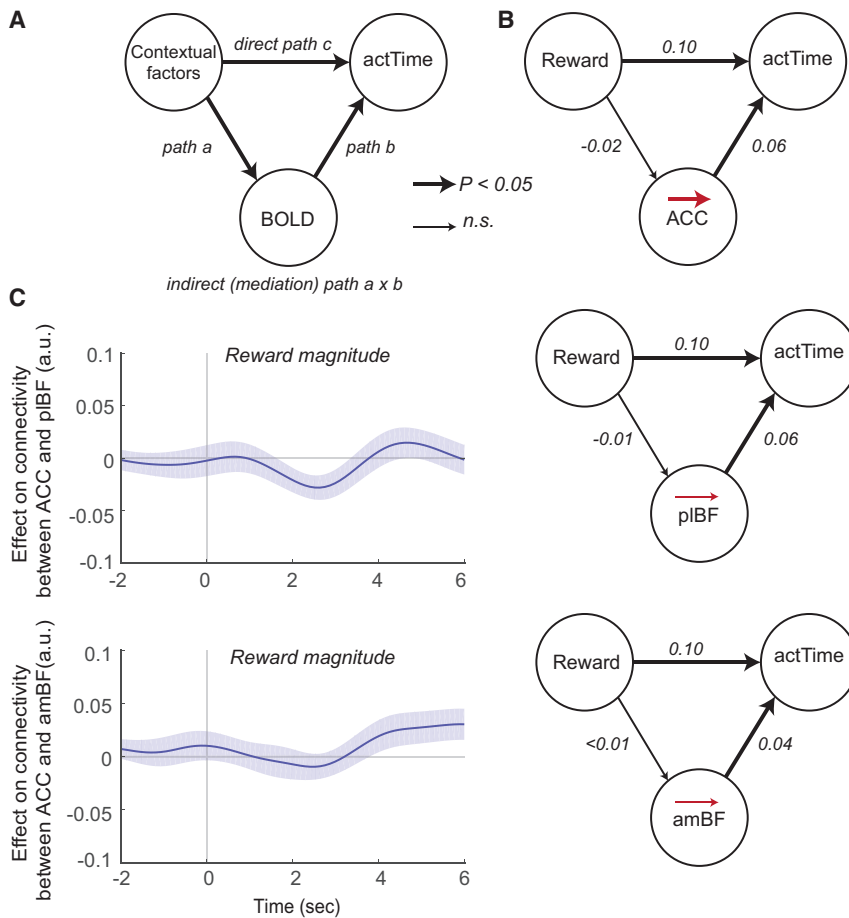 A
Contextual
factors
direct path c
actTime
path a
path b
BOLD
P < 0.05
n.s.
indirect (mediation) path a x b
B
Reward
0.10
actTime
-0.02
0.06
ACC
Reward
0.10
actTime
-0.01
0.06
plBF
Reward
0.10
actTime
<0.01
0.04
amBF
C
Effect on connectivity
between ACC and plBF (a.u.)
Reward magnitude
0.1
0.05
0
-0.05
-0.1
-2
0
2
4
6
Effect on connectivity
between ACC and amBF(a.u.)
Reward magnitude
0.1
0.05
0
-0.05
-0.1
-2
0
2
4
6
Time (sec)